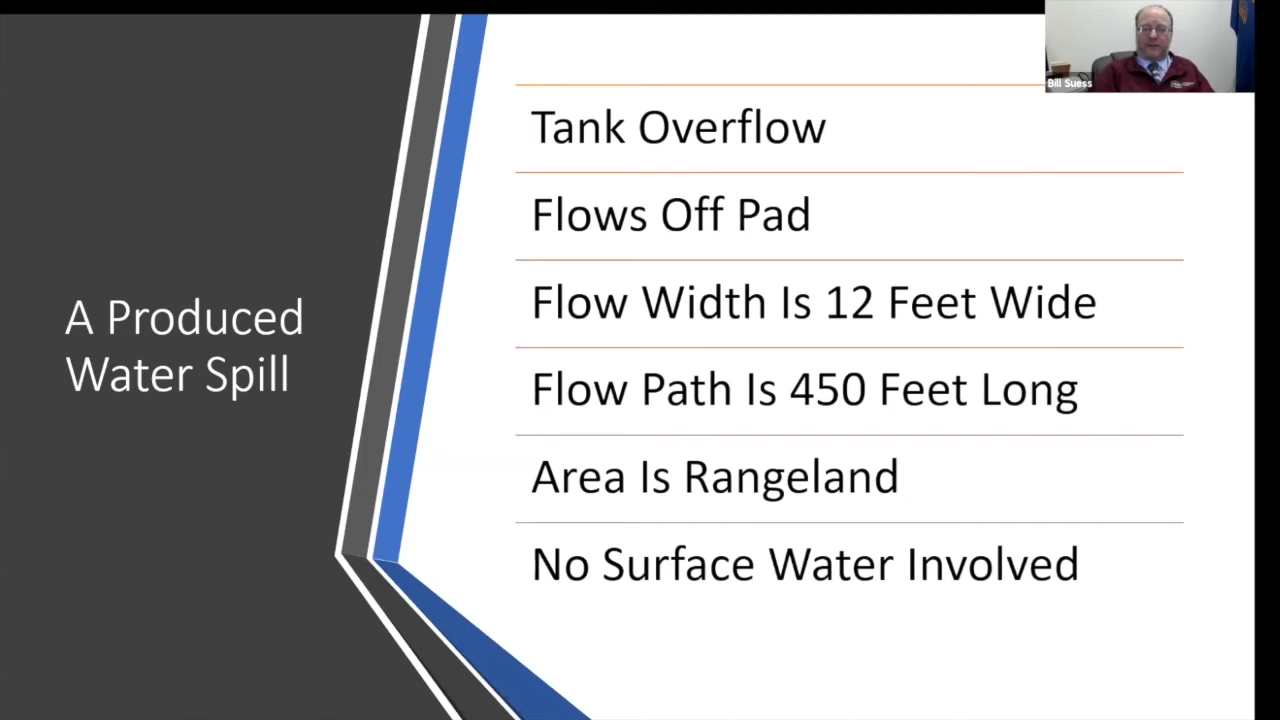 Bill Suess
A Produced
Water Spill
Tank Overflow
Flows Off Pad
Flow Width Is 12 Feet Wide
Flow Path Is 450 Feet Long
Area Is Rangeland
No Surface Water Involved